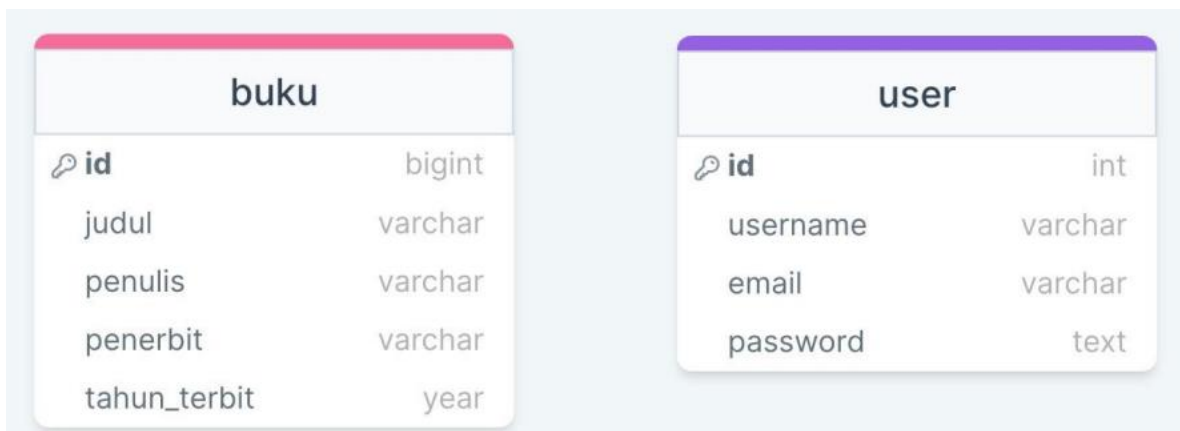 buku
id bigint
judul varchar
penulis varchar
penerbit varchar
tahun_terbit year
user
id int
username varchar
email varchar
password text